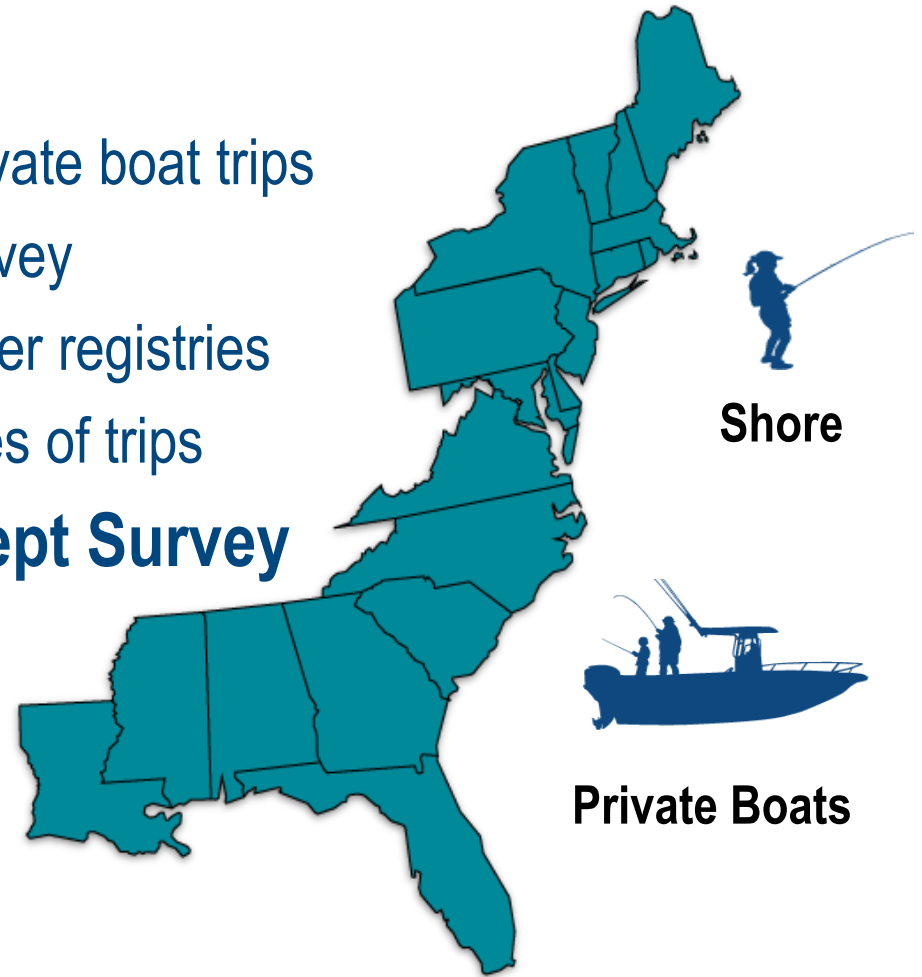 vate boat trips
vey
er registries
es of trips
ept Survey
Shore
Private Boats